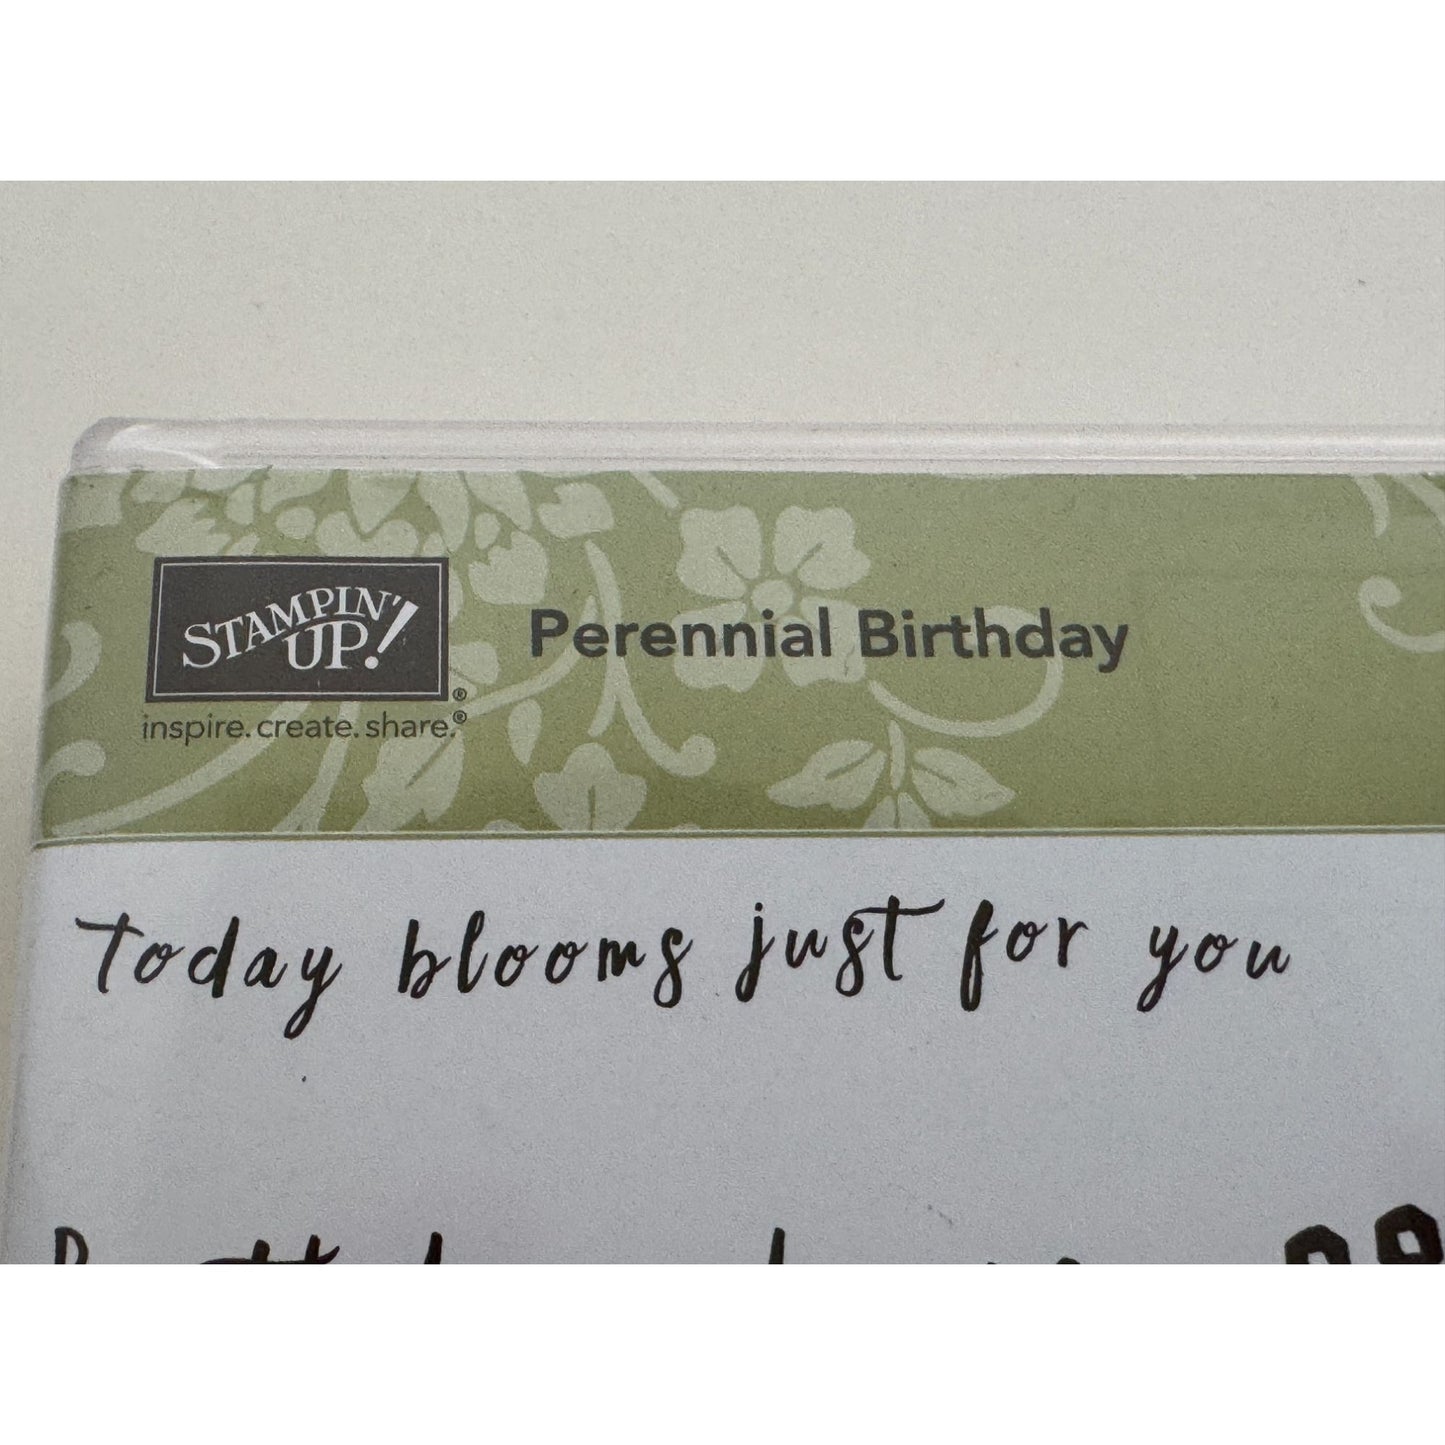 STAMPIN' UP!®
inspire. create. share.®
Perennial Birthday
Today blooms just for you